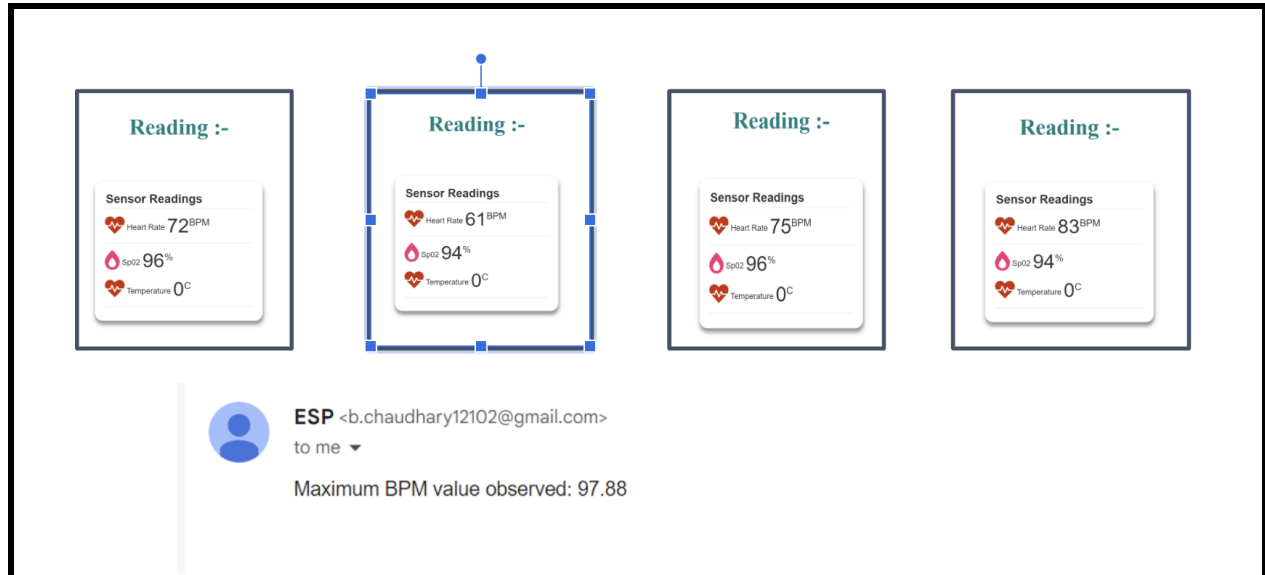 Reading :-
Sensor Readings
Heart Rate 72BPM
Sp02 96%
Temperature 0C
Reading :-
Sensor Readings
Heart Rate 61BPM
Sp02 94%
Temperature 0C
Reading :-
Sensor Readings
Heart Rate 75BPM
Sp02 96%
Temperature 0C
Reading :-
Sensor Readings
Heart Rate 83BPM
Sp02 94%
Temperature 0C
ESP <b.chaudhary12102@gmail.com>
to me
Maximum BPM value observed: 97.88